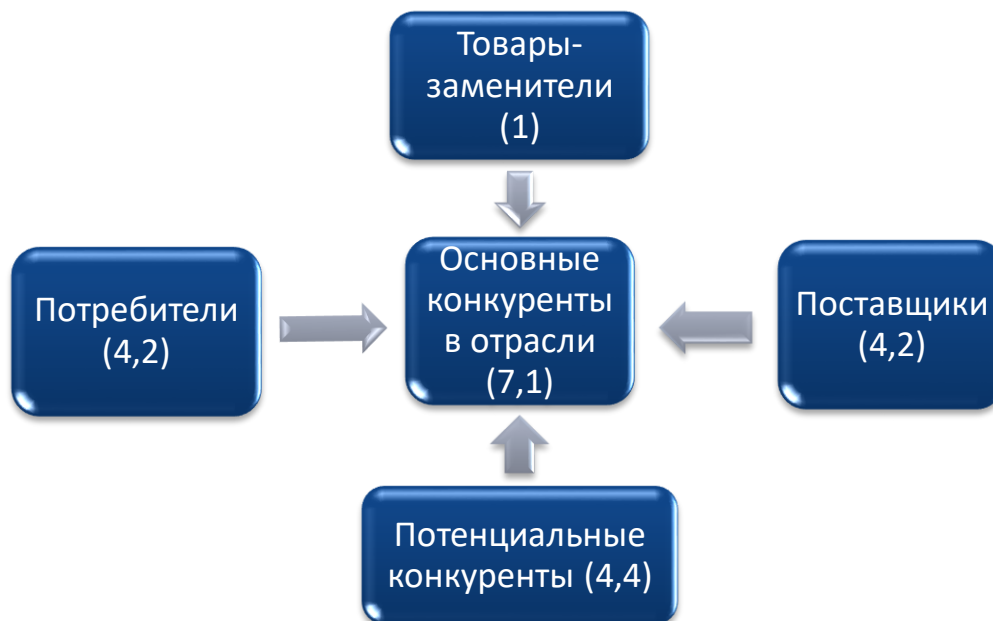 Товары-
заменители
(1)
Потребители
(4,2)
Основные
конкуренты
в отрасли
(7,1)
Поставщики
(4,2)
Потенциальные
конкуренты (4,4)